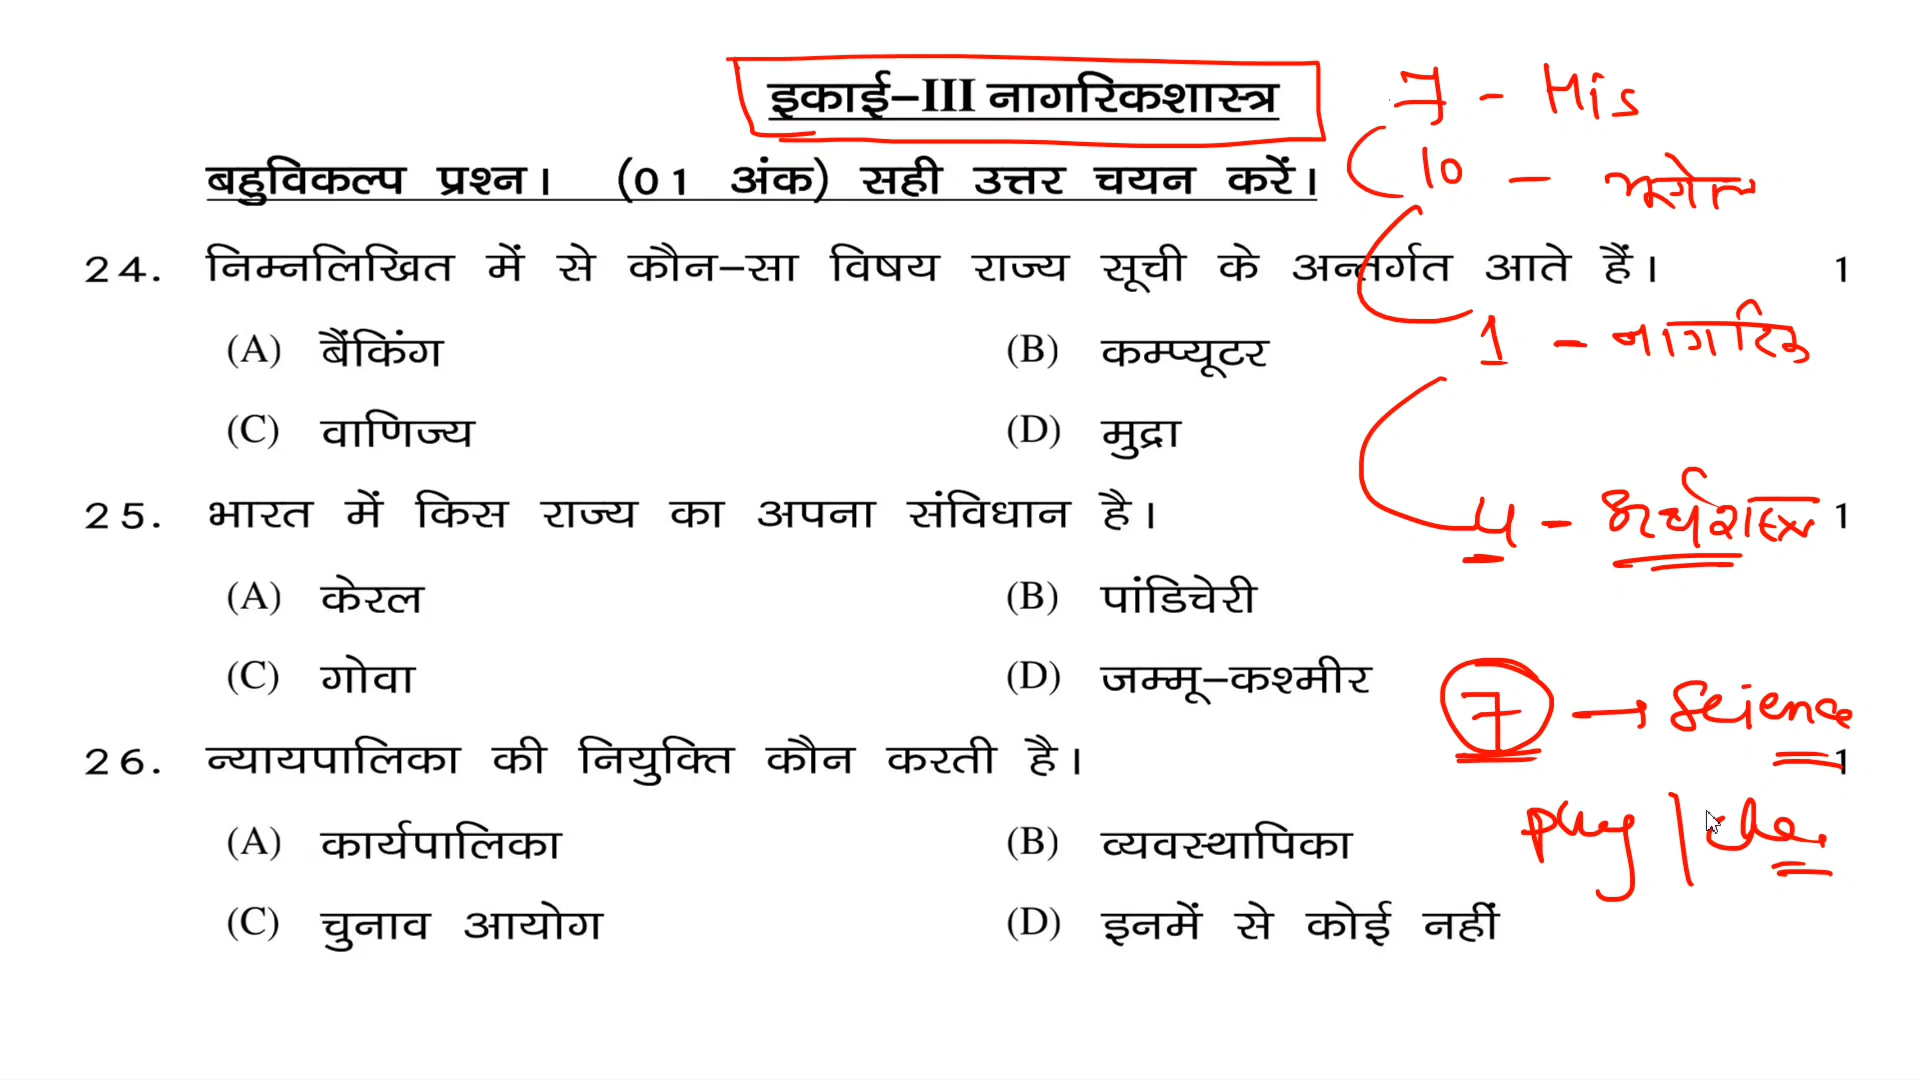 इकाई–III नागरिकशास्त्र
7 - His
बहुविकल्प प्रश्न। (01 अंक) सही उत्तर चयन करें।
10 - भूगोल
24. निम्नलिखित में से कौन–सा विषय राज्य सूची के अन्तर्गत आते हैं। 1
(A) बैंकिंग (B) कम्प्यूटर
1 - नागरिक
(C) वाणिज्य (D) मुद्रा
25. भारत में किस राज्य का अपना संविधान है। 1
4 - अर्थशास्त्र
(A) केरल (B) पांडिचेरी
(C) गोवा (D) जम्मू–कश्मीर
7 → Science
26. न्यायपालिका की नियुक्ति कौन करती है। 1
(A) कार्यपालिका (B) व्यवस्थापिका
phy | che
(C) चुनाव आयोग (D) इनमें से कोई नहीं